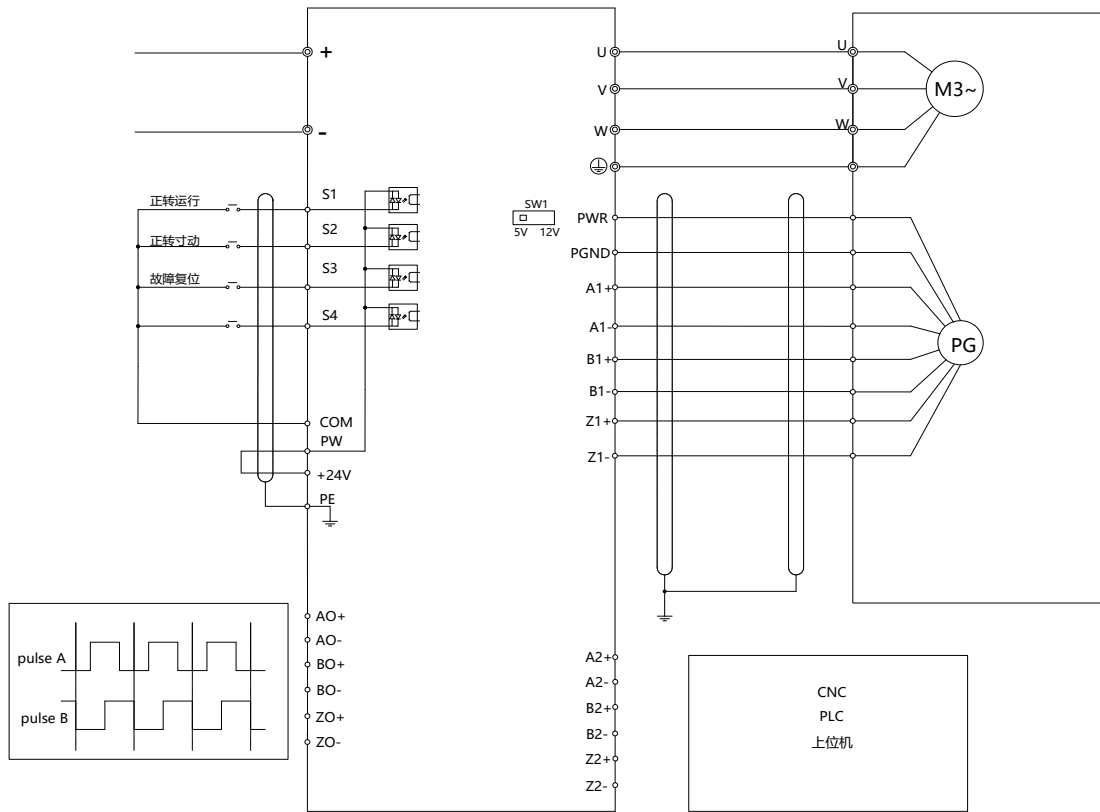 +
-
正转运行
正转寸动
故障复位
S1
S2
S3
S4
COM
PW
+24V
PE
SW1
5V 12V
U
V
W
PWR
PGND
A1+
A1-
B1+
B1-
Z1+
Z1-
U
V
W
M3~
PG
pulse A
pulse B
AO+
AO-
BO+
BO-
ZO+
ZO-
A2+
A2-
B2+
B2-
Z2+
Z2-
CNC
PLC
上位机